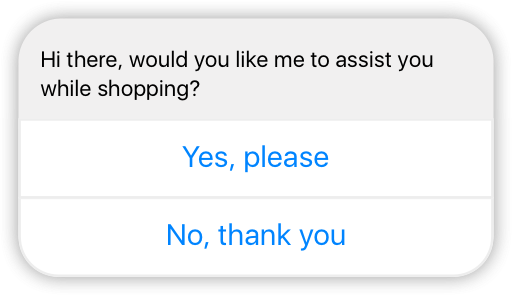 Hi there, would you like me to assist you
while shopping?
Yes, please
No, thank you